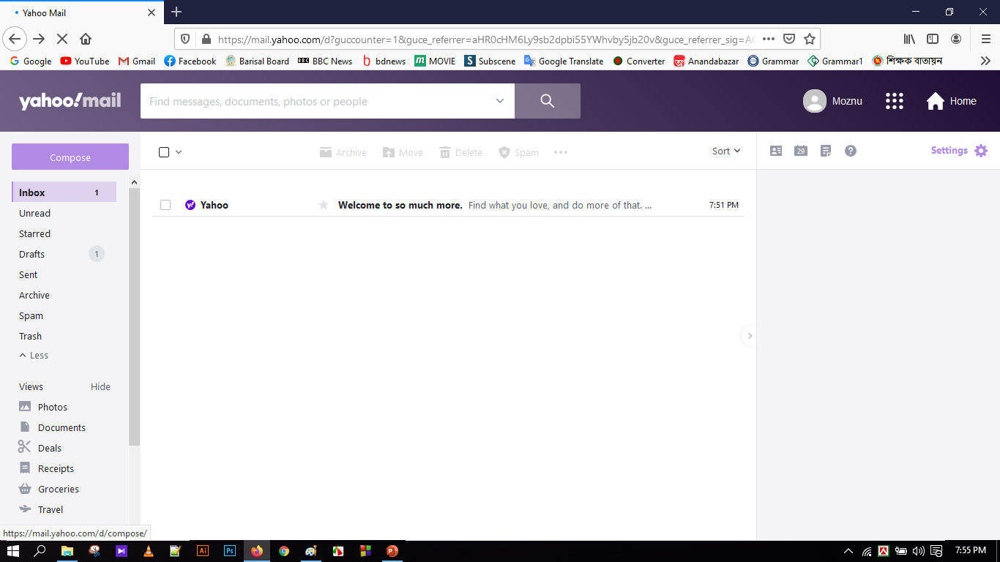 Yahoo Mail
https://mail.yahoo.com/d?guccounter=1&guce_referrer=aHR0cHM6Ly9sb2dpbi55YWhvby5jb20v&guce_referrer_sig=AC
Google YouTube Gmail Facebook Barisal Board BBC News bdnews MOVIE Subscene Google Translate Converter Anandabazar Grammar Grammar1 শিক্ষক বাতায়ন
yahoo!mail
Find messages, documents, photos or people
Moznu
Home
Compose
Archive Move Delete Spam
Sort
29
Settings
Inbox 1
Yahoo Welcome to so much more. Find what you love, and do more of that. ... 7:51 PM
Unread
Starred
Drafts 1
Sent
Archive
Spam
Trash
Less
Views Hide
Photos
Documents
Deals
Receipts
Groceries
Travel
https://mail.yahoo.com/d/compose/
Ai Ps
7:55 PM